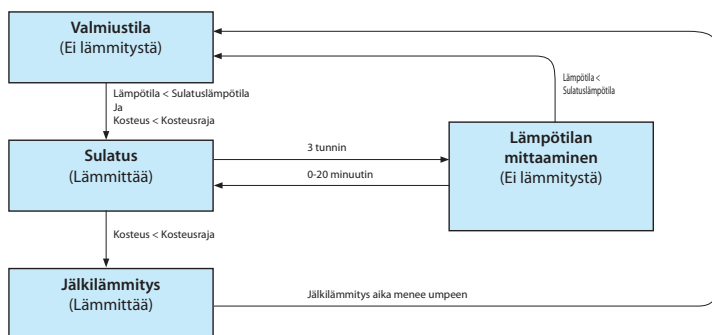 Valmiustila
(Ei lämmitystä)
Lämpötila <
Sulatuslämpötila
Lämpötila < Sulatuslämpötila
Ja
Kosteus < Kosteusraja
Sulatus
(Lämmittää)
3 tunnin
0-20 minuutin
Lämpötilan
mittaaminen
(Ei lämmitystä)
Kosteus < Kosteusraja
Jälkilämmitys
(Lämmittää)
Jälkilämmitys aika menee umpeen